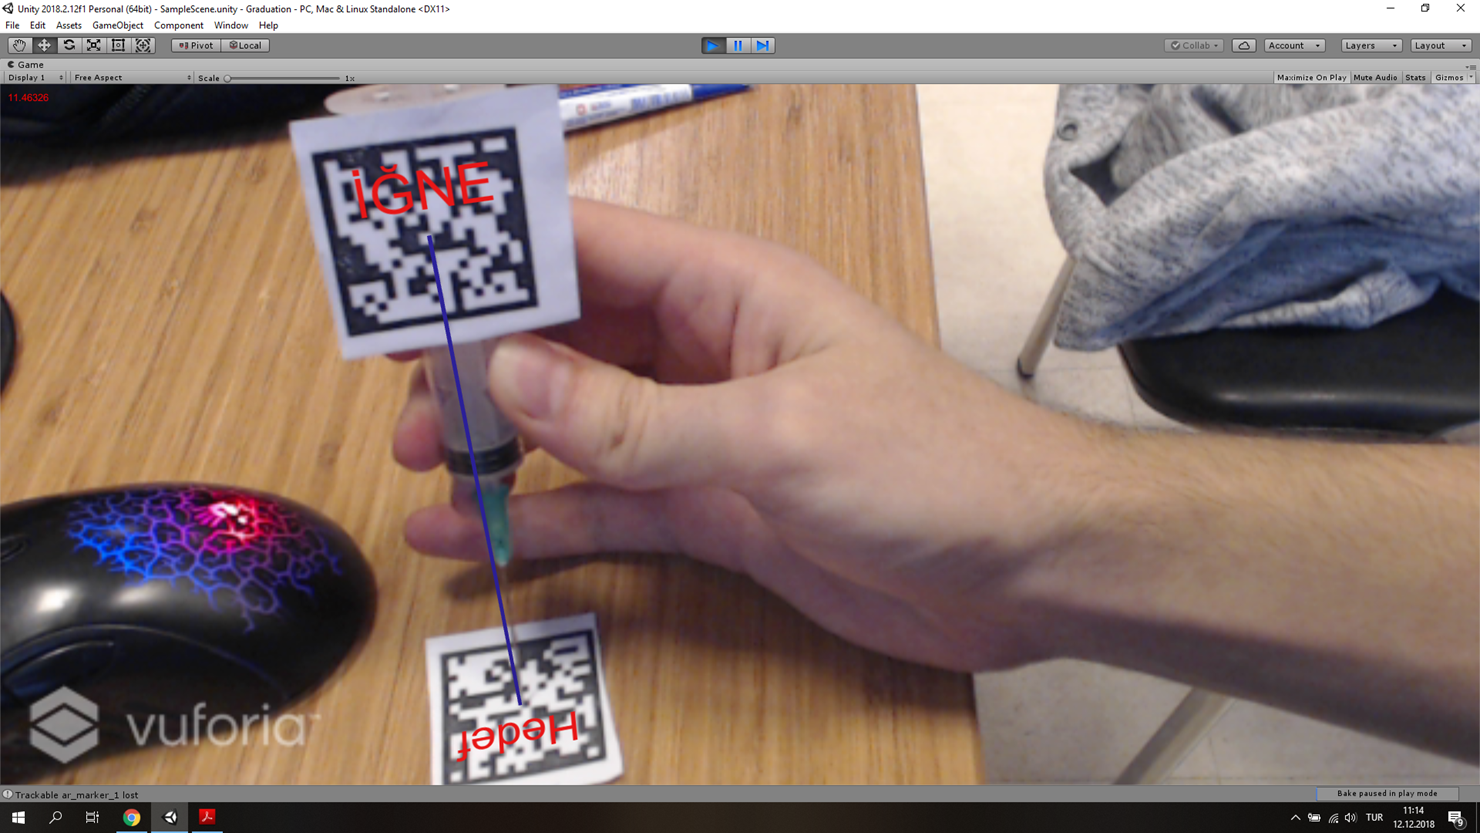 Unity 2018.2.12f1 Personal (64bit) - SampleScene.unity - Graduation - PC, Mac & Linux Standalone <DX11>
File Edit Assets GameObject Component Window Help
Pivot Local Collab Account Layers Layout
Game
Display 1 Free Aspect Scale 1x Maximize On Play Mute Audio Stats Gizmos
11.46326
İĞNE
Hedef
vuforia™
Trackable ar_marker_1 lost Bake paused in play mode
TUR 11:14
12.12.2018
9